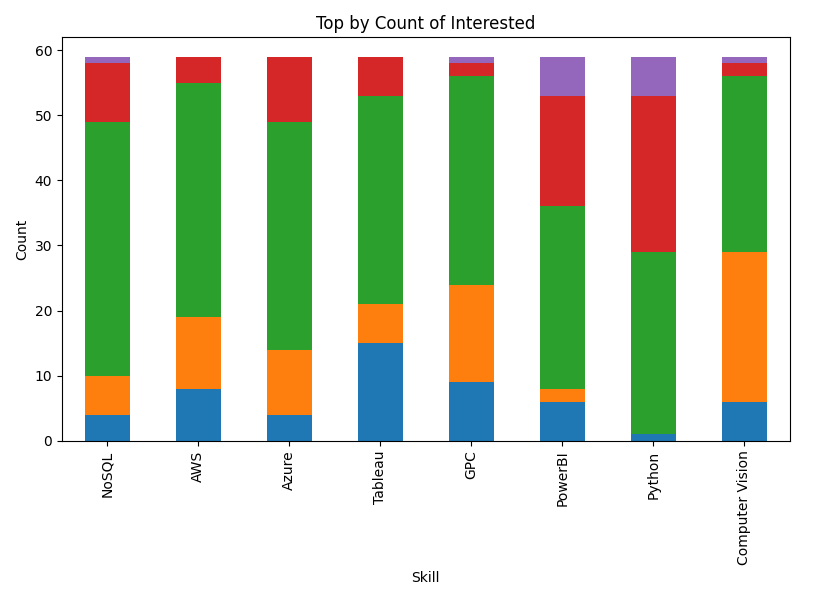 Top by Count of Interested
60
50
40
30
20
10
0
Count
NoSQL
AWS
Azure
Tableau
GPC
PowerBI
Python
Computer Vision
Skill